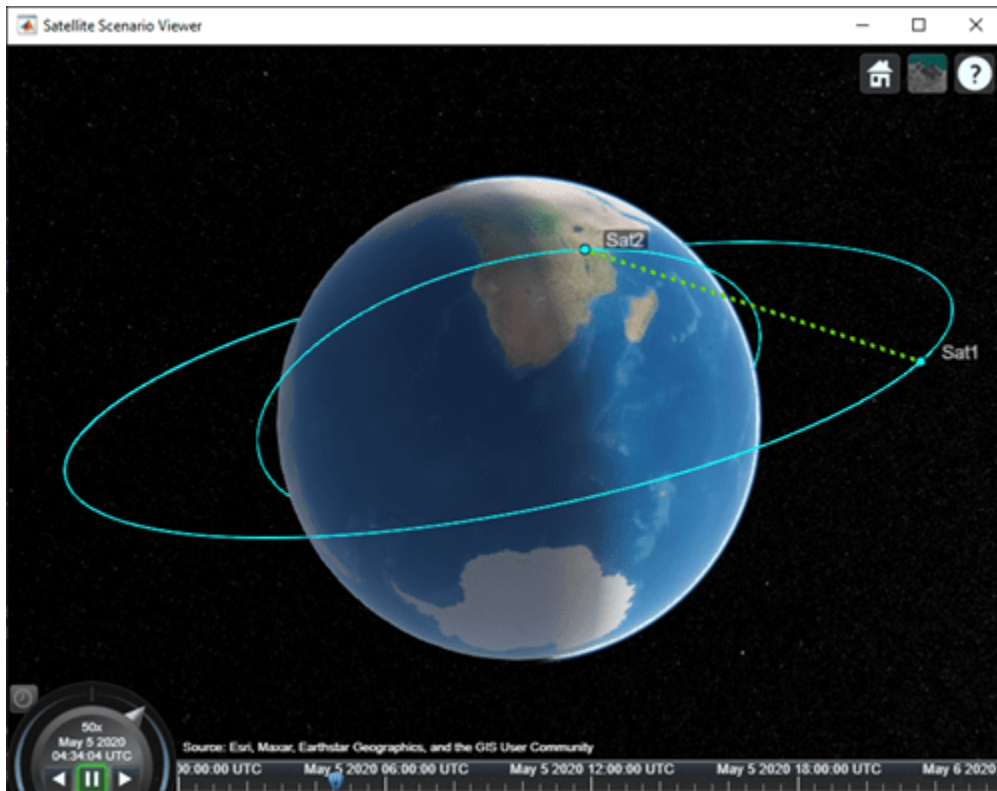 Satellite Scenario Viewer
?
Sat2
Sat1
50x
May 5 2020
04:34:04 UTC
Source: Esri, Maxar, Earthstar Geographics, and the GIS User Community
00:00:00 UTC May 5 2020 06:00:00 UTC May 5 2020 12:00:00 UTC May 5 2020 18:00:00 UTC May 6 2020